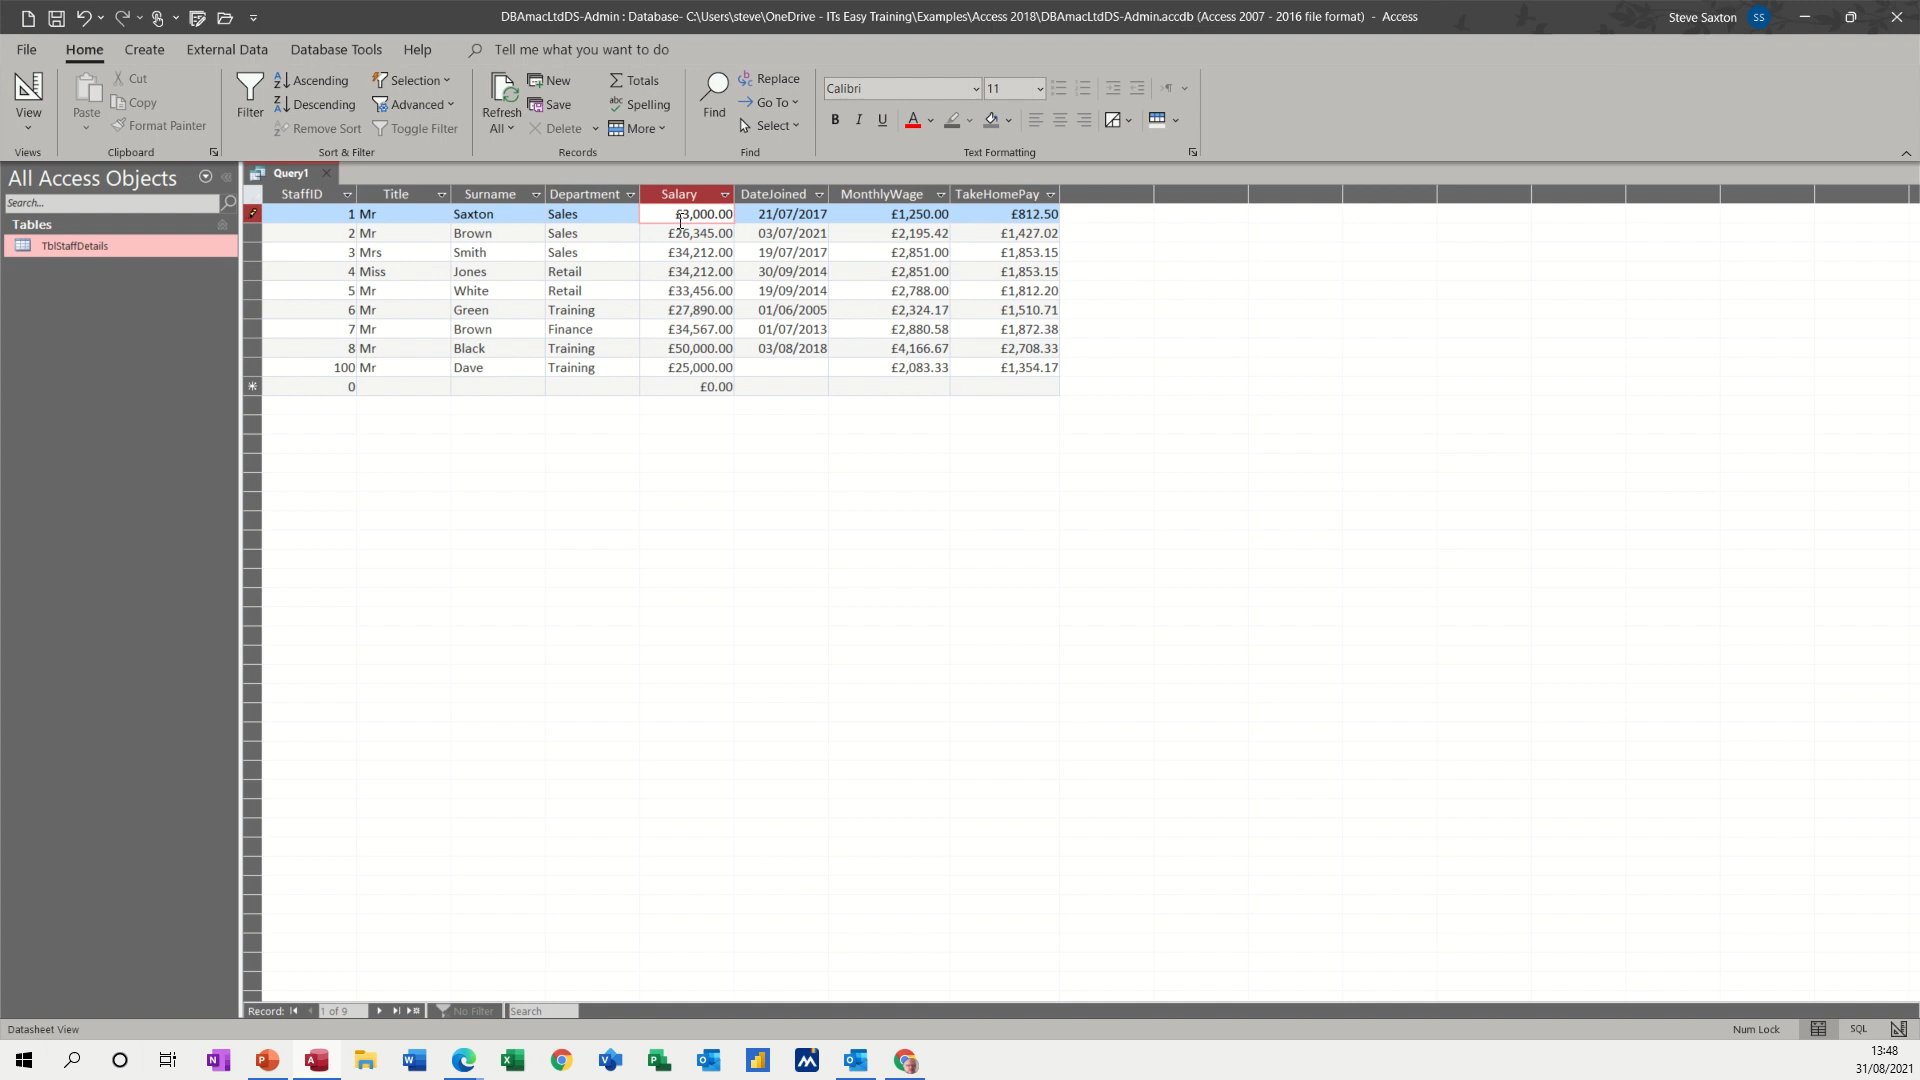 DBAmacLtdDS-Admin : Database- C:\Users\steve\OneDrive - ITs Easy Training\Examples\Access 2018\DBAmacLtdDS-Admin.accdb (Access 2007 - 2016 file format) - Access
Steve Saxton SS
File Home Create External Data Database Tools Help Tell me what you want to do
View
Views
Paste
Cut
Copy
Format Painter
Clipboard
Filter
Ascending
Descending
Remove Sort
Selection
Advanced
Toggle Filter
Sort & Filter
Refresh
All
New
Save
Delete
Totals
Spelling
More
Records
Find
Replace
Go To
Select
Find
Calibri 11
B I U A
Text Formatting
All Access Objects
Search...
Tables
TblStaffDetails
Query1
StaffID Title Surname Department Salary DateJoined MonthlyWage TakeHomePay
1 Mr Saxton Sales £3,000.00 21/07/2017 £1,250.00 £812.50
2 Mr Brown Sales £26,345.00 03/07/2021 £2,195.42 £1,427.02
3 Mrs Smith Sales £34,212.00 19/07/2017 £2,851.00 £1,853.15
4 Miss Jones Retail £34,212.00 30/09/2014 £2,851.00 £1,853.15
5 Mr White Retail £33,456.00 19/09/2014 £2,788.00 £1,812.20
6 Mr Green Training £27,890.00 01/06/2005 £2,324.17 £1,510.71
7 Mr Brown Finance £34,567.00 01/07/2013 £2,880.58 £1,872.38
8 Mr Black Training £50,000.00 03/08/2018 £4,166.67 £2,708.33
100 Mr Dave Training £25,000.00 £2,083.33 £1,354.17
0 £0.00
Record: 1 of 9 No Filter Search
Datasheet View
Num Lock SQL
13:48
31/08/2021